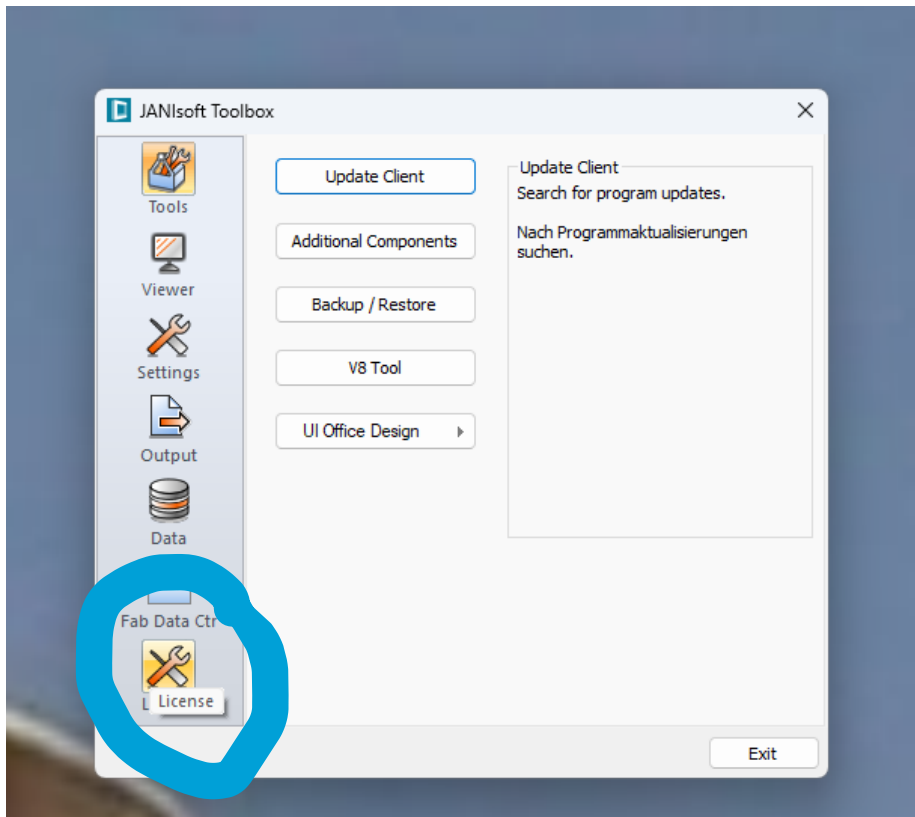 JANIsoft Toolbox
Tools
Viewer
Settings
Output
Data
Fab Data Ctr
License
Update Client
Additional Components
Backup / Restore
V8 Tool
UI Office Design
Update Client
Search for program updates.
Nach Programmaktualisierungen
suchen.
Exit